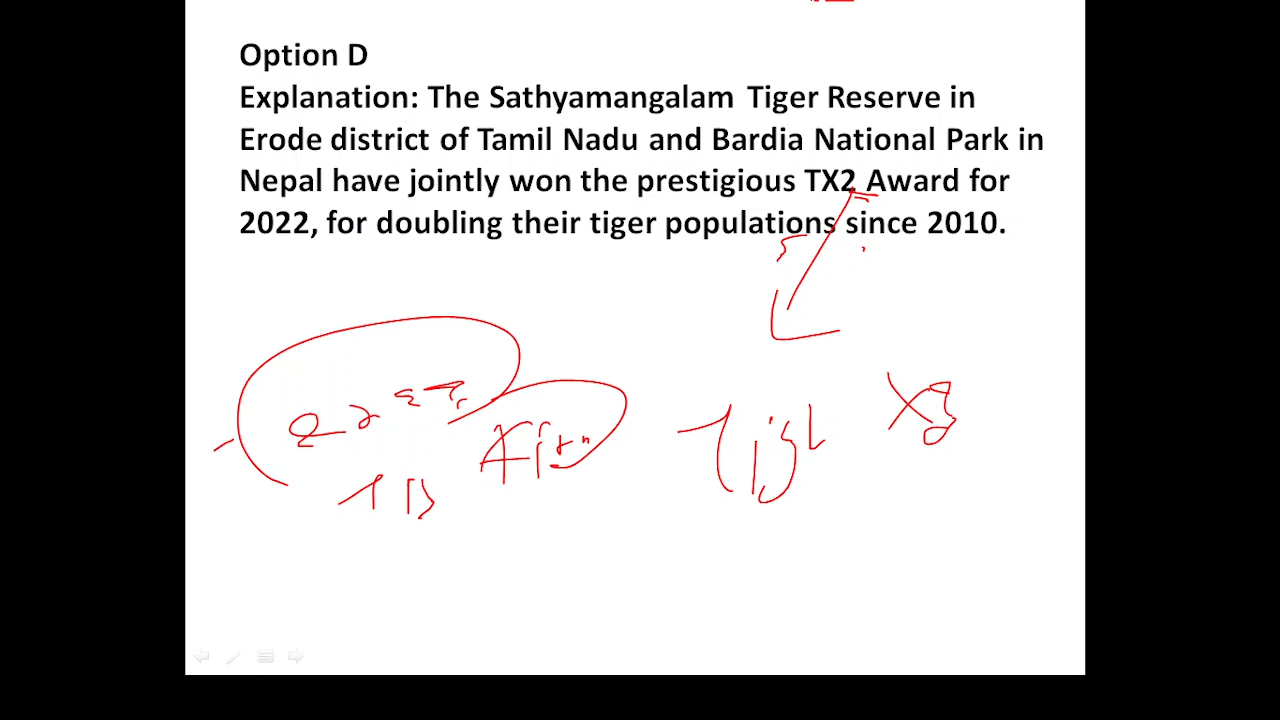 Option D
Explanation: The Sathyamangalam Tiger Reserve in
Erode district of Tamil Nadu and Bardia National Park in
Nepal have jointly won the prestigious TX2 Award for
2022, for doubling their tiger populations since 2010.